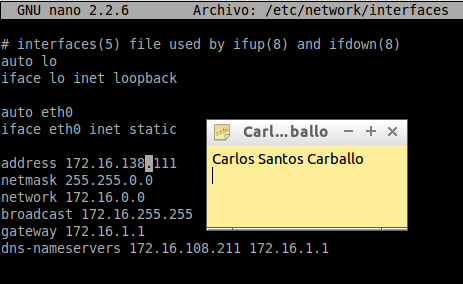 GNU nano 2.2.6 Archivo: /etc/network/interfaces
# interfaces(5) file used by ifup(8) and ifdown(8)
auto lo
iface lo inet loopback
auto eth0
iface eth0 inet static
address 172.16.138.111
netmask 255.255.0.0
network 172.16.0.0
broadcast 172.16.255.255
gateway 172.16.1.1
dns-nameservers 172.16.108.211 172.16.1.1
Carl...ballo
Carlos Santos Carballo